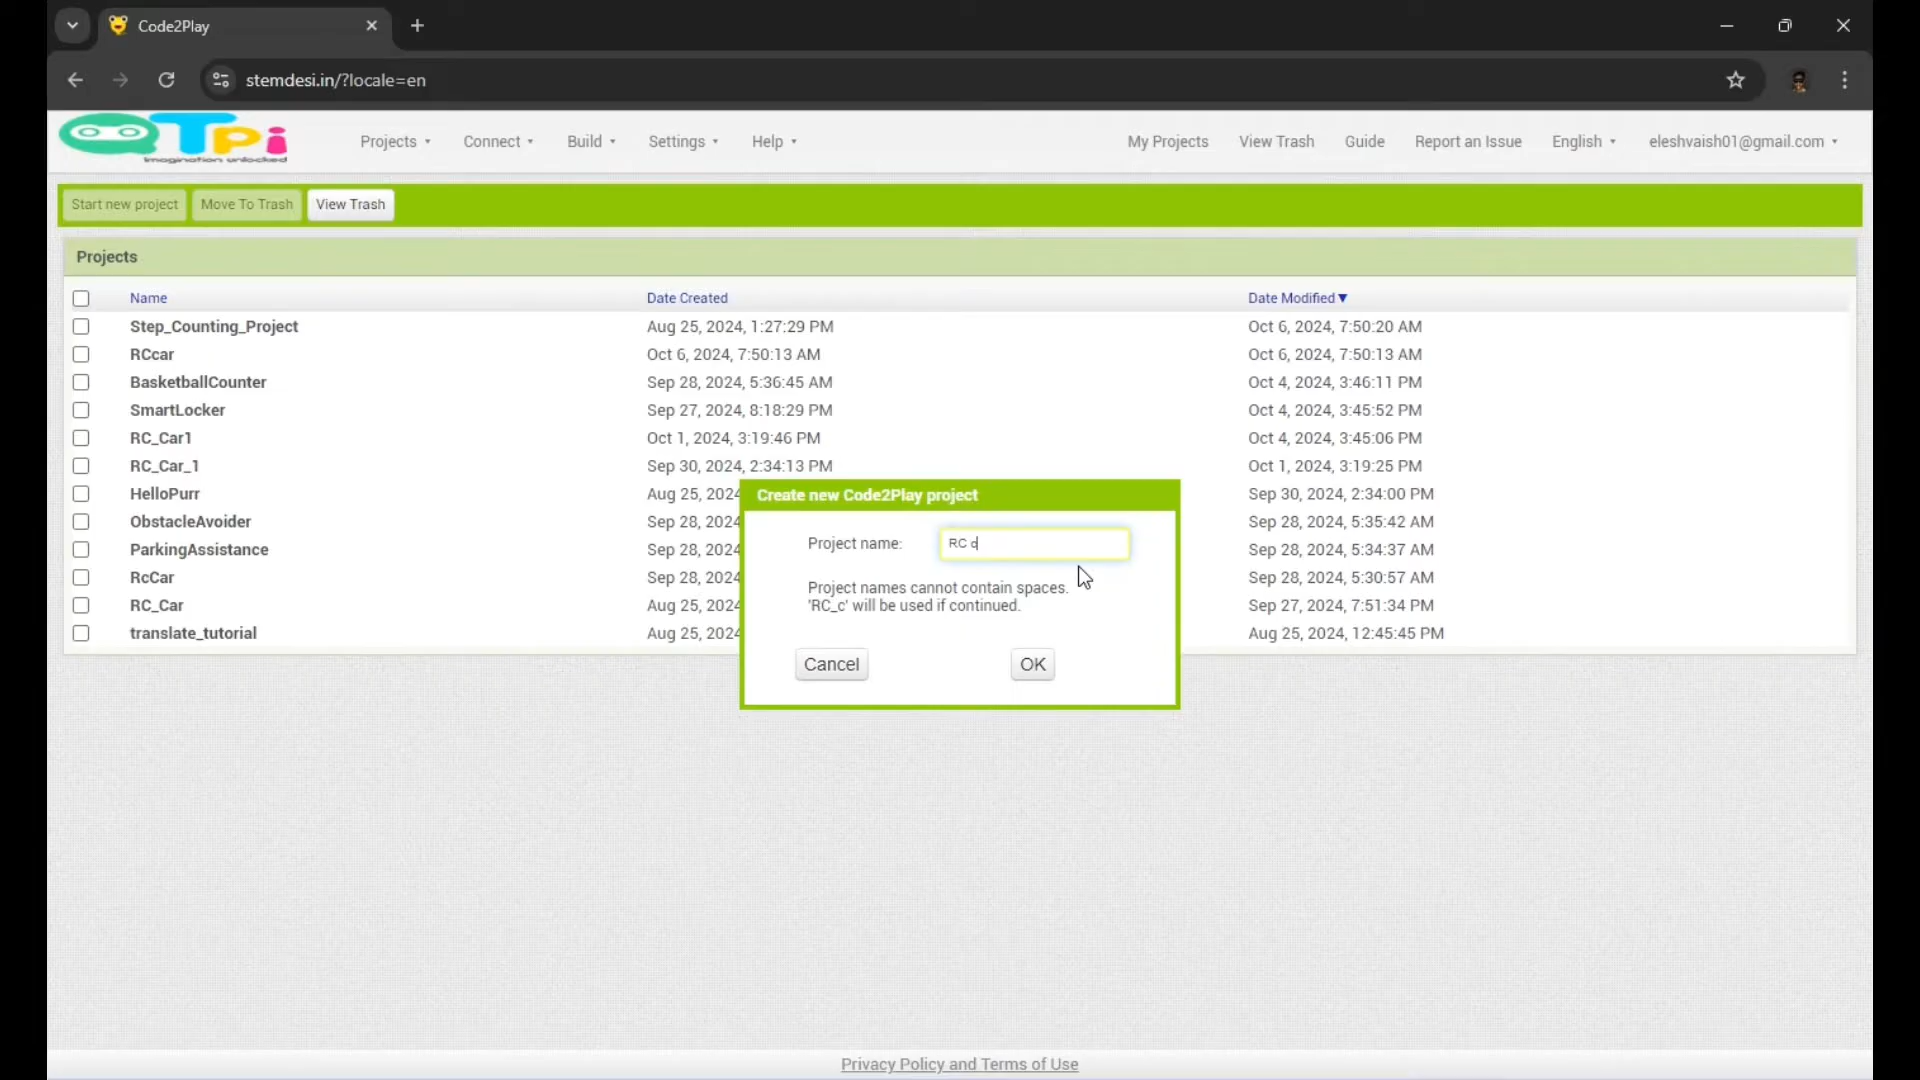 Code2Play
stemdesi.in/?locale=en
QTPi
imagination unlocked
Projects Connect Build Settings Help My Projects View Trash Guide Report an Issue English eleshvaish01@gmail.com
Start new project Move To Trash View Trash
Projects
Name Date Created Date Modified▼
Step_Counting_Project Aug 25, 2024, 1:27:29 PM Oct 6, 2024, 7:50:20 AM
RCcar Oct 6, 2024, 7:50:13 AM Oct 6, 2024, 7:50:13 AM
BasketballCounter Sep 28, 2024, 5:36:45 AM Oct 4, 2024, 3:46:11 PM
SmartLocker Sep 27, 2024, 8:18:29 PM Oct 4, 2024, 3:45:52 PM
RC_Car1 Oct 1, 2024, 3:19:46 PM Oct 4, 2024, 3:45:06 PM
RC_Car_1 Sep 30, 2024, 2:34:13 PM Oct 1, 2024, 3:19:25 PM
HelloPurr Aug 25, 2024 Sep 30, 2024, 2:34:00 PM
ObstacleAvoider Sep 28, 2024 Sep 28, 2024, 5:35:42 AM
ParkingAssistance Sep 28, 2024 Sep 28, 2024, 5:34:37 AM
RcCar Sep 28, 2024 Sep 28, 2024, 5:30:57 AM
RC_Car Aug 25, 2024 Sep 27, 2024, 7:51:34 PM
translate_tutorial Aug 25, 2024 Aug 25, 2024, 12:45:45 PM
Create new Code2Play project
Project name: RC c
Project names cannot contain spaces.
'RC_c' will be used if continued.
Cancel OK
Privacy Policy and Terms of Use